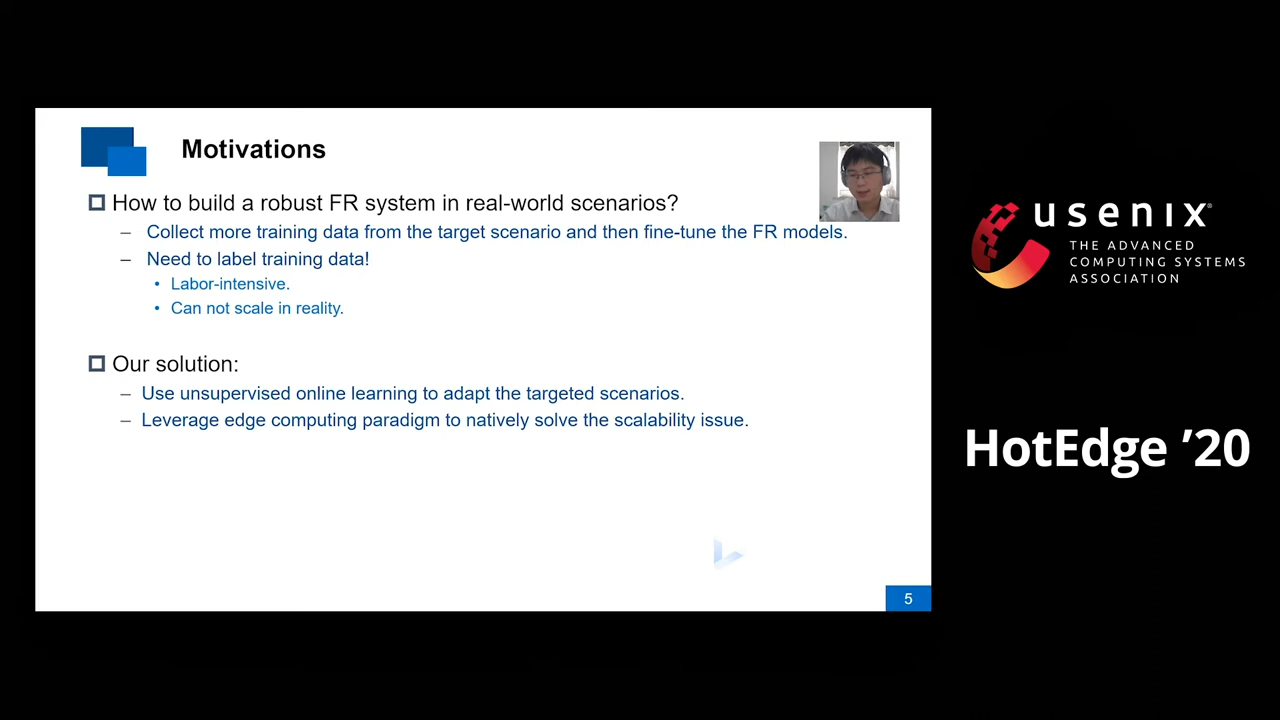 Motivations
How to build a robust FR system in real-world scenarios?
– Collect more training data from the target scenario and then fine-tune the FR models.
– Need to label training data!
• Labor-intensive.
• Can not scale in reality.
Our solution:
– Use unsupervised online learning to adapt the targeted scenarios.
– Leverage edge computing paradigm to natively solve the scalability issue.
5
usenix®
THE ADVANCED
COMPUTING SYSTEMS
ASSOCIATION
HotEdge ’20